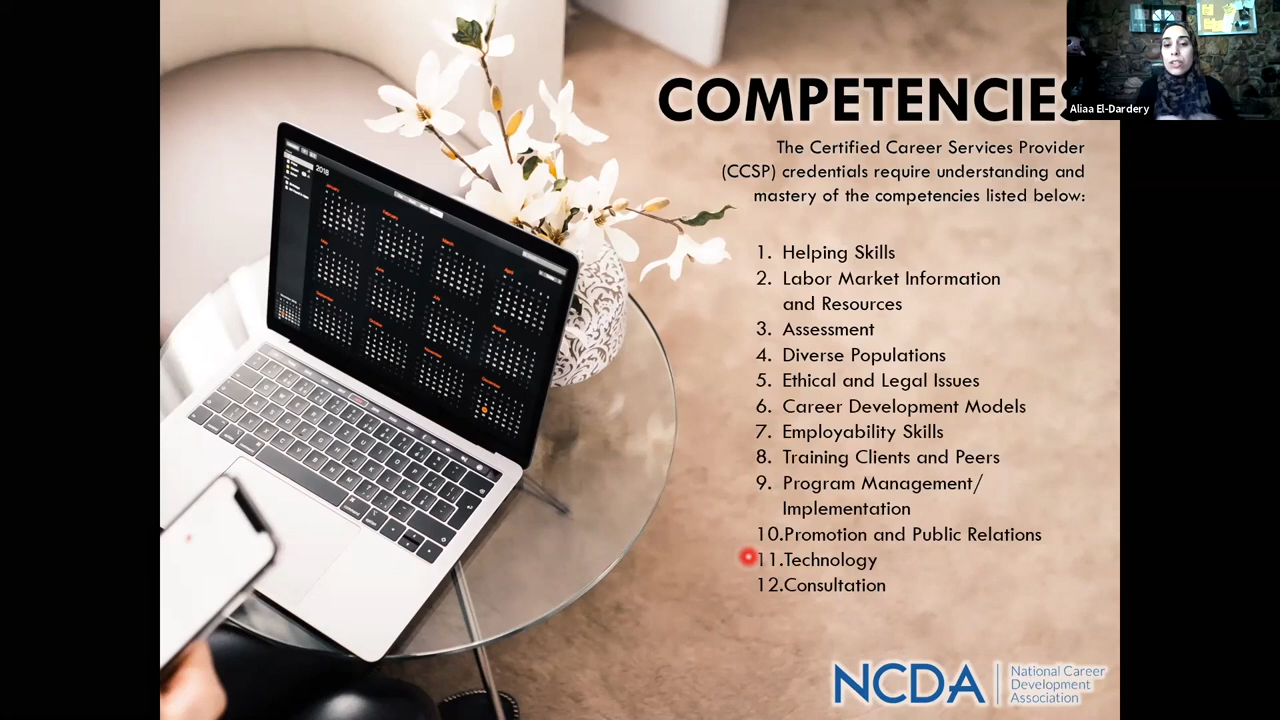 COMPETENCIES
Aliaa El-Dardery
The Certified Career Services Provider
(CCSP) credentials require understanding and
mastery of the competencies listed below:
2018
1. Helping Skills
2. Labor Market Information
and Resources
3. Assessment
4. Diverse Populations
5. Ethical and Legal Issues
6. Career Development Models
7. Employability Skills
8. Training Clients and Peers
9. Program Management/
Implementation
10.Promotion and Public Relations
11.Technology
12.Consultation
NCDA
National Career
Development
Association